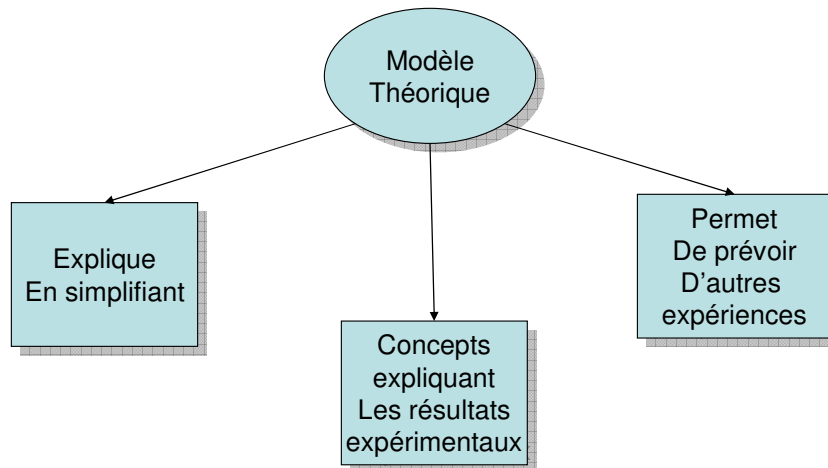 Modèle
Théorique
Explique
En simplifiant
Concepts
expliquant
Les résultats
expérimentaux
Permet
De prévoir
D'autres
expériences